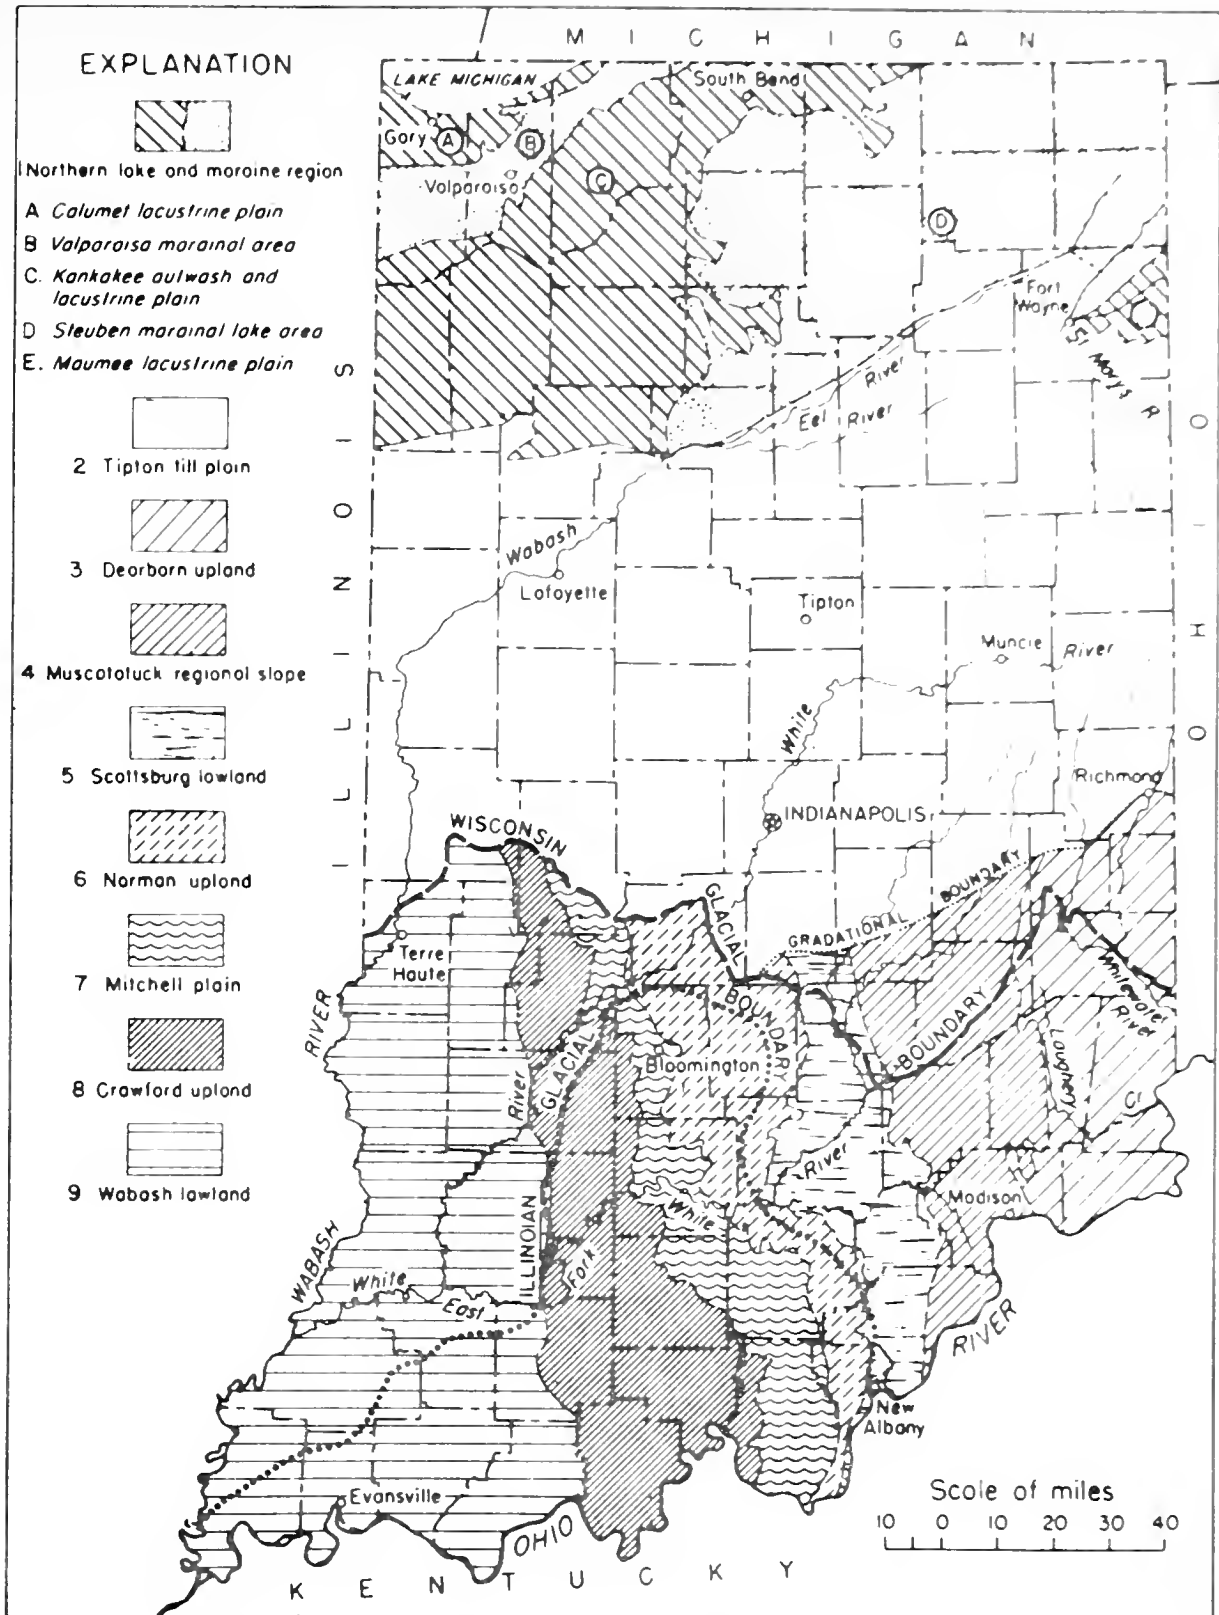 MICHIGAN
EXPLANATION
1 Northern lake and moraine region
A Calumet lacustrine plain
B Valparaiso morainal area
C. Kankakee outwash and
lacustrine plain
D Steuben morainal lake area
E. Maumee lacustrine plain
2 Tipton till plain
3 Dearborn upland
4 Muscatatuck regional slope
5 Scottsburg lowland
6 Norman upland
7 Mitchell plain
8 Crawford upland
9 Wabash lowland
LAKE MICHIGAN
South Bend
Gary
A
B
Valparaiso
C
D
Fort
Wayne
St Marys R
River
Eel River
ILLINOIS
OHIO
Wabash
Lafayette
Tipton
Muncie
River
White
Richmond
INDIANAPOLIS
WISCONSIN
GLACIAL
BOUNDARY
GRADATIONAL
BOUNDARY
BOUNDARY
Terre
Haute
Whitewater
River
RIVER
River
GLACIAL
Bloomington
Laughery
Cr
River
Madison
ILLINOIAN
White
Fork
WABASH
White
East
RIVER
New
Albany
Evansville
OHIO
KENTUCKY
Scale of miles
10 0 10 20 30 40